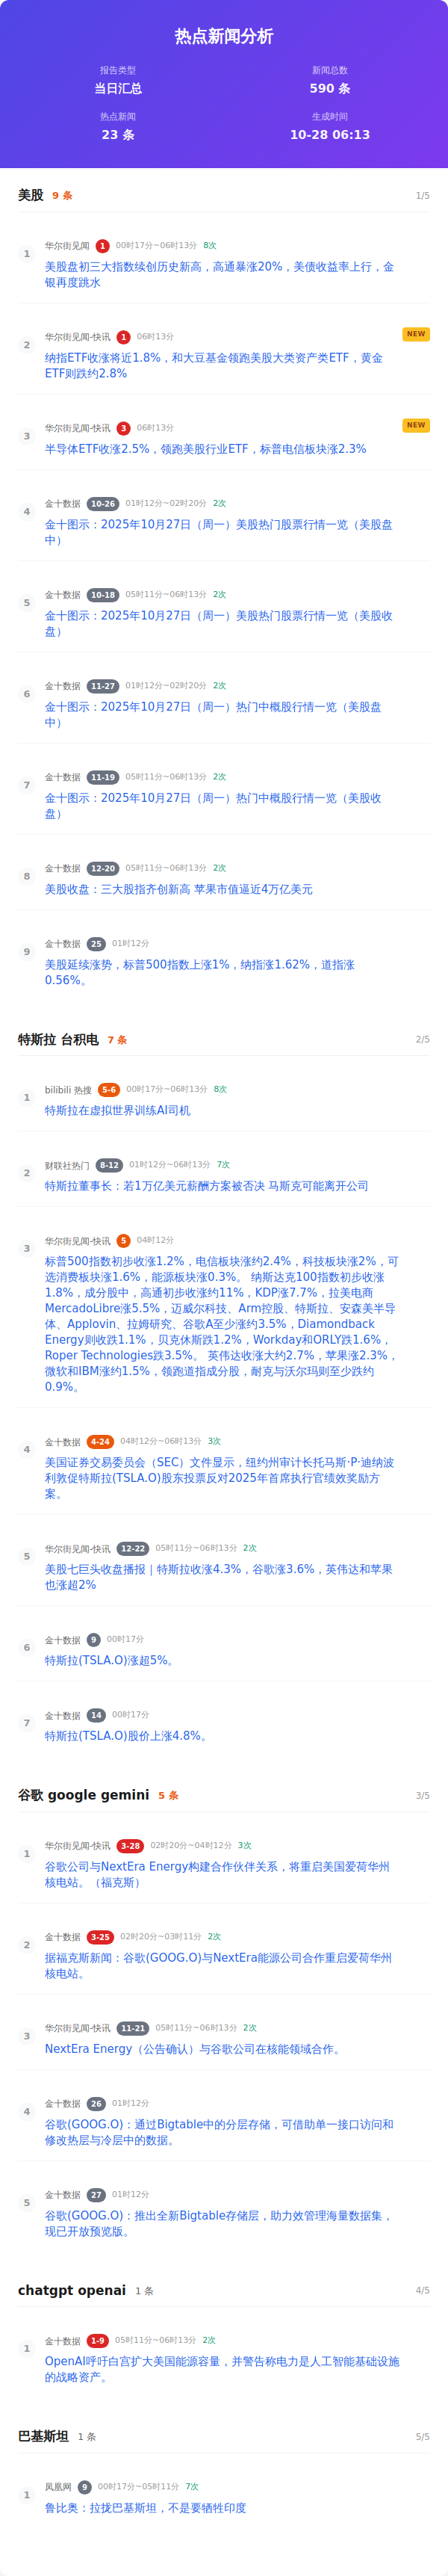 热点新闻分析
报告类型
当日汇总
新闻总数
590 条
热点新闻
23 条
生成时间
10-28 06:13
美股 9 条 1/5
1 华尔街见闻 1 00时17分~06时13分 8次
美股盘初三大指数续创历史新高，高通暴涨20%，美债收益率上行，金
银再度跳水
2 华尔街见闻-快讯 1 06时13分 NEW
纳指ETF收涨将近1.8%，和大豆基金领跑美股大类资产类ETF，黄金
ETF则跌约2.8%
3 华尔街见闻-快讯 3 06时13分 NEW
半导体ETF收涨2.5%，领跑美股行业ETF，标普电信板块涨2.3%
4 金十数据 10-26 01时12分~02时20分 2次
金十图示：2025年10月27日（周一）美股热门股票行情一览（美股盘
中）
5 金十数据 10-18 05时11分~06时13分 2次
金十图示：2025年10月27日（周一）美股热门股票行情一览（美股收
盘）
6 金十数据 11-27 01时12分~02时20分 2次
金十图示：2025年10月27日（周一）热门中概股行情一览（美股盘
中）
7 金十数据 11-19 05时11分~06时13分 2次
金十图示：2025年10月27日（周一）热门中概股行情一览（美股收
盘）
8 金十数据 12-20 05时11分~06时13分 2次
美股收盘：三大股指齐创新高 苹果市值逼近4万亿美元
9 金十数据 25 01时12分
美股延续涨势，标普500指数上涨1%，纳指涨1.62%，道指涨
0.56%。
特斯拉 台积电 7 条 2/5
1 bilibili 热搜 5-6 00时17分~06时13分 8次
特斯拉在虚拟世界训练AI司机
2 财联社热门 8-12 01时12分~06时13分 7次
特斯拉董事长：若1万亿美元薪酬方案被否决 马斯克可能离开公司
3 华尔街见闻-快讯 5 04时12分
标普500指数初步收涨1.2%，电信板块涨约2.4%，科技板块涨2%，可
选消费板块涨1.6%，能源板块涨0.3%。 纳斯达克100指数初步收涨
1.8%，成分股中，高通初步收涨约11%，KDP涨7.7%，拉美电商
MercadoLibre涨5.5%，迈威尔科技、Arm控股、特斯拉、安森美半导
体、Applovin、拉姆研究、谷歌A至少涨约3.5%，Diamondback
Energy则收跌1.1%，贝克休斯跌1.2%，Workday和ORLY跌1.6%，
Roper Technologies跌3.5%。 英伟达收涨大约2.7%，苹果涨2.3%，
微软和IBM涨约1.5%，领跑道指成分股，耐克与沃尔玛则至少跌约
0.9%。
4 金十数据 4-24 04时12分~06时13分 3次
美国证券交易委员会（SEC）文件显示，纽约州审计长托马斯·P·迪纳波
利敦促特斯拉(TSLA.O)股东投票反对2025年首席执行官绩效奖励方
案。
5 华尔街见闻-快讯 12-22 05时11分~06时13分 2次
美股七巨头收盘播报｜特斯拉收涨4.3%，谷歌涨3.6%，英伟达和苹果
也涨超2%
6 金十数据 9 00时17分
特斯拉(TSLA.O)涨超5%。
7 金十数据 14 00时17分
特斯拉(TSLA.O)股价上涨4.8%。
谷歌 google gemini 5 条 3/5
1 华尔街见闻-快讯 3-28 02时20分~04时12分 3次
谷歌公司与NextEra Energy构建合作伙伴关系，将重启美国爱荷华州
核电站。（福克斯）
2 金十数据 3-25 02时20分~03时11分 2次
据福克斯新闻：谷歌(GOOG.O)与NextEra能源公司合作重启爱荷华州
核电站。
3 华尔街见闻-快讯 11-21 05时11分~06时13分 2次
NextEra Energy（公告确认）与谷歌公司在核能领域合作。
4 金十数据 26 01时12分
谷歌(GOOG.O)：通过Bigtable中的分层存储，可借助单一接口访问和
修改热层与冷层中的数据。
5 金十数据 27 01时12分
谷歌(GOOG.O)：推出全新Bigtable存储层，助力效管理海量数据集，
现已开放预览版。
chatgpt openai 1 条 4/5
1 金十数据 1-9 05时11分~06时13分 2次
OpenAI呼吁白宫扩大美国能源容量，并警告称电力是人工智能基础设施
的战略资产。
巴基斯坦 1 条 5/5
1 凤凰网 9 00时17分~05时11分 7次
鲁比奥：拉拢巴基斯坦，不是要牺牲印度